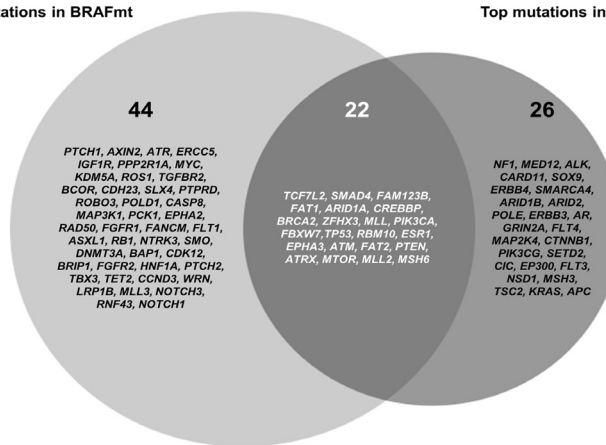 ations in BRAFmt
Top mutations in
44
22
26
PTCH1, AXIN2, ATR, ERCC5,
IGF1R, PPP2R1A, MYC,
KDM5A, ROS1, TGFBR2,
BCOR, CDH23, SLX4, PTPRD,
ROBO3, POLD1, CASP8,
MAP3K1, PCK1, EPHA2,
RAD50, FGFR1, FANCM, FLT1,
ASXL1, RB1, NTRK3, SMO,
DNMT3A, BAP1, CDK12,
BRIP1, FGFR2, HNF1A, PTCH2,
TBX3, TET2, CCND3, WRN,
LRP1B, MLL3, NOTCH3,
RNF43, NOTCH1
TCF7L2, SMAD4, FAM123B,
FAT1, ARID1A, CREBBP,
BRCA2, ZFHX3, MLL, PIK3CA,
FBXW7,TP53, RBM10, ESR1,
EPHA3, ATM, FAT2, PTEN,
ATRX, MTOR, MLL2, MSH6
NF1, MED12, ALK,
CARD11, SOX9,
ERBB4, SMARCA4,
ARID1B, ARID2,
POLE, ERBB3, AR,
GRIN2A, FLT4,
MAP2K4, CTNNB1,
PIK3CG, SETD2,
CIC, EP300, FLT3,
NSD1, MSH3,
TSC2, KRAS, APC